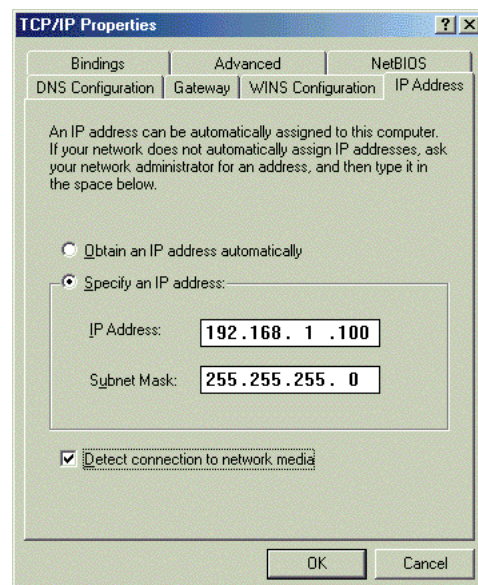 TCP/IP Properties
Bindings Advanced NetBIOS
DNS Configuration Gateway WINS Configuration IP Address
An IP address can be automatically assigned to this computer.
If your network does not automatically assign IP addresses, ask
your network administrator for an address, and then type it in
the space below.
Obtain an IP address automatically
Specify an IP address:
IP Address: 192.168. 1 .100
Subnet Mask: 255.255.255. 0
Detect connection to network media
OK Cancel